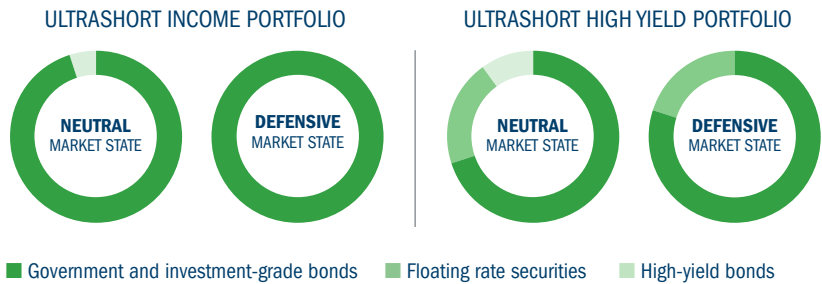 ULTRASHORT INCOME PORTFOLIO
ULTRASHORT HIGH YIELD PORTFOLIO
NEUTRAL
MARKET STATE
DEFENSIVE
MARKET STATE
NEUTRAL
MARKET STATE
DEFENSIVE
MARKET STATE
Government and investment-grade bonds
Floating rate securities
High-yield bonds